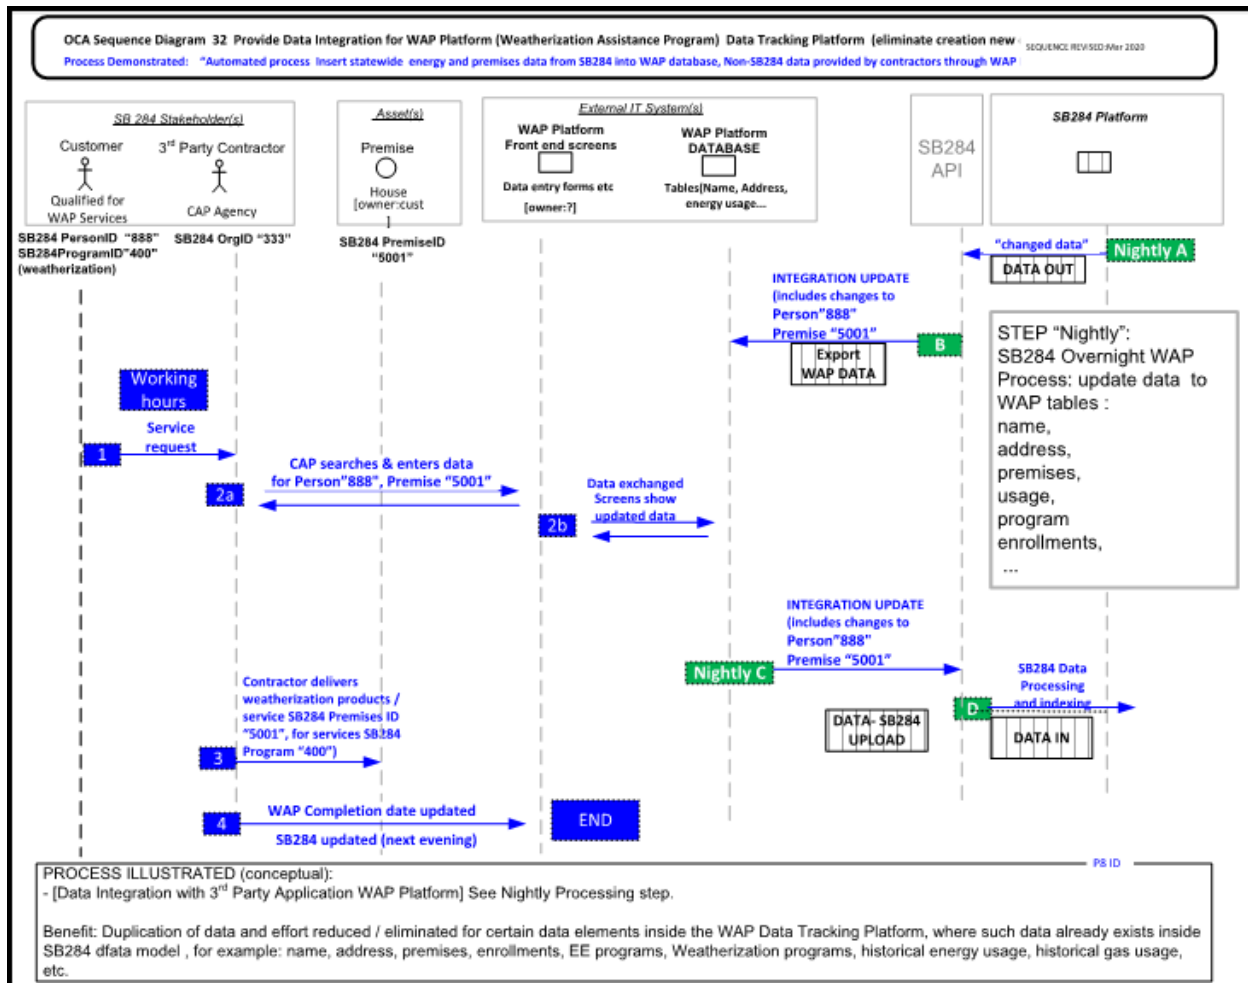 OCA Sequence Diagram 32 Provide Data Integration for WAP Platform (Weatherization Assistance Program) Data Tracking Platform (eliminate creation new
SEQUENCE REVISED:Mar 2020
Process Demonstrated: “Automated process Insert statewide energy and premises data from SB284 into WAP database, Non-SB284 data provided by contractors through WAP
SB 284 Stakeholder(s)
Customer
Qualified for
WAP Services
SB284 PersonID “888”
SB284ProgramID"400"
(weatherization)
3rd Party Contractor
CAP Agency
SB284 OrgID “333”
Asset(s)
Premise
House
[owner:cust
]
SB284 PremiseID
“5001”
External IT System(s)
WAP Platform
Front end screens
Data entry forms etc
[owner:?]
WAP Platform
DATABASE
Tables(Name, Address,
energy usage...
SB284
API
SB284 Platform
“changed data”
Nightly A
DATA OUT
INTEGRATION UPDATE
(includes changes to
Person”888”
Premise “5001”
B
Export
WAP DATA
STEP “Nightly”:
SB284 Overnight WAP
Process: update data to
WAP tables :
name,
address,
premises,
usage,
program
enrollments,
...
Working
hours
1
Service
request
2a
CAP searches & enters data
for Person"888", Premise “5001"
2b
Data exchanged
Screens show
updated data
INTEGRATION UPDATE
(includes changes to
Person”888”
Premise “5001”
Nightly C
DATA- SB284
UPLOAD
D
SB284 Data
Processing
and indexing
DATA IN
Contractor delivers
weatherization products /
service SB284 Premises ID
“5001”, for services SB284
Program “400”)
3
4
WAP Completion date updated
SB284 updated (next evening)
END
P8 ID
PROCESS ILLUSTRATED (conceptual):
- [Data Integration with 3rd Party Application WAP Platform] See Nightly Processing step.
Benefit: Duplication of data and effort reduced / eliminated for certain data elements inside the WAP Data Tracking Platform, where such data already exists inside
SB284 dfata model , for example: name, address, premises, enrollments, EE programs, Weatherization programs, historical energy usage, historical gas usage,
etc.